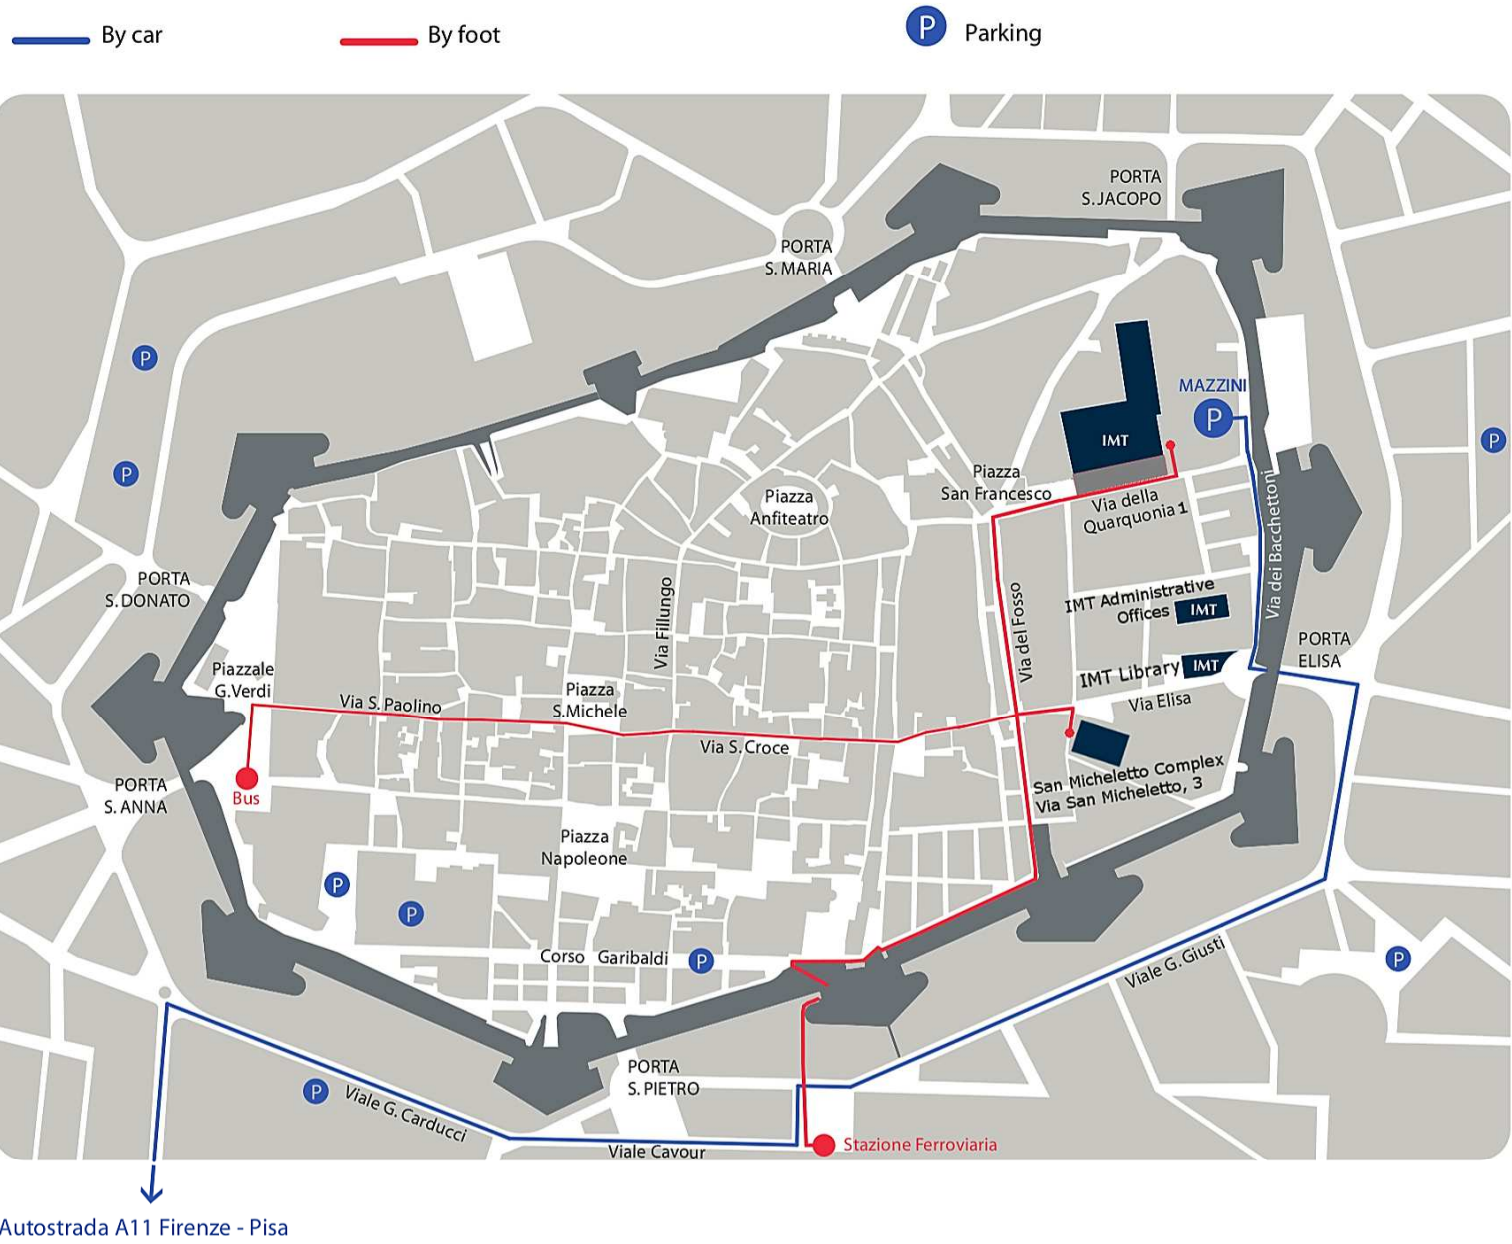 By car
By foot
P
Parking
PORTA
S.JACOPO
PORTA
S. MARIA
P
MAZZINI
P
IMT
P
P
Piazza
San Francesco
Piazza
Anfiteatro
Via della
Quarquonia 1
Via dei Bacchettoni
PORTA
S. DONATO
Via Fillungo
Via del Fosso
IMT Administrative
Offices
IMT
PORTA
ELISA
IMT Library
IMT
Via Elisa
Piazzale
G.Verdi
Via S. Paolino
Piazza
S.Michele
Via S. Croce
San Micheletto Complex
Via San Micheletto, 3
PORTA
S. ANNA
Bus
Piazza
Napoleone
P
P
Corso Garibaldi
P
Viale G. Giusti
P
PORTA
S. PIETRO
P
Viale G. Carducci
Viale Cavour
Stazione Ferroviaria
Autostrada A11 Firenze - Pisa